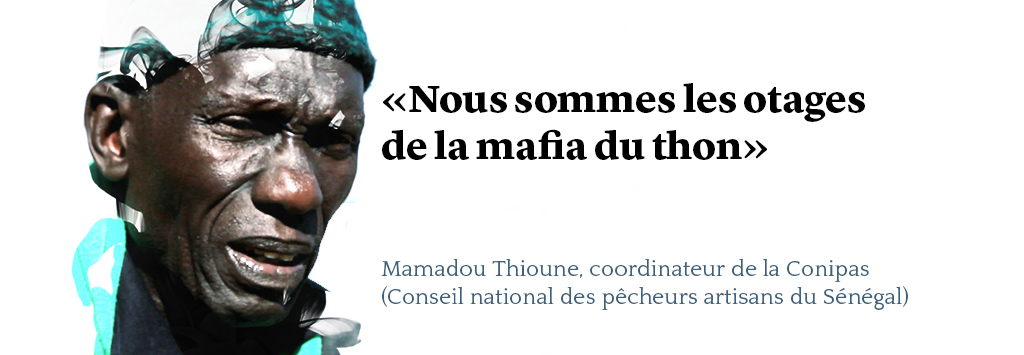 «Nous sommes les otages
de la mafia du thon»
Mamadou Thioune, coordinateur de la Conipas
(Conseil national des pêcheurs artisans du Sénégal)